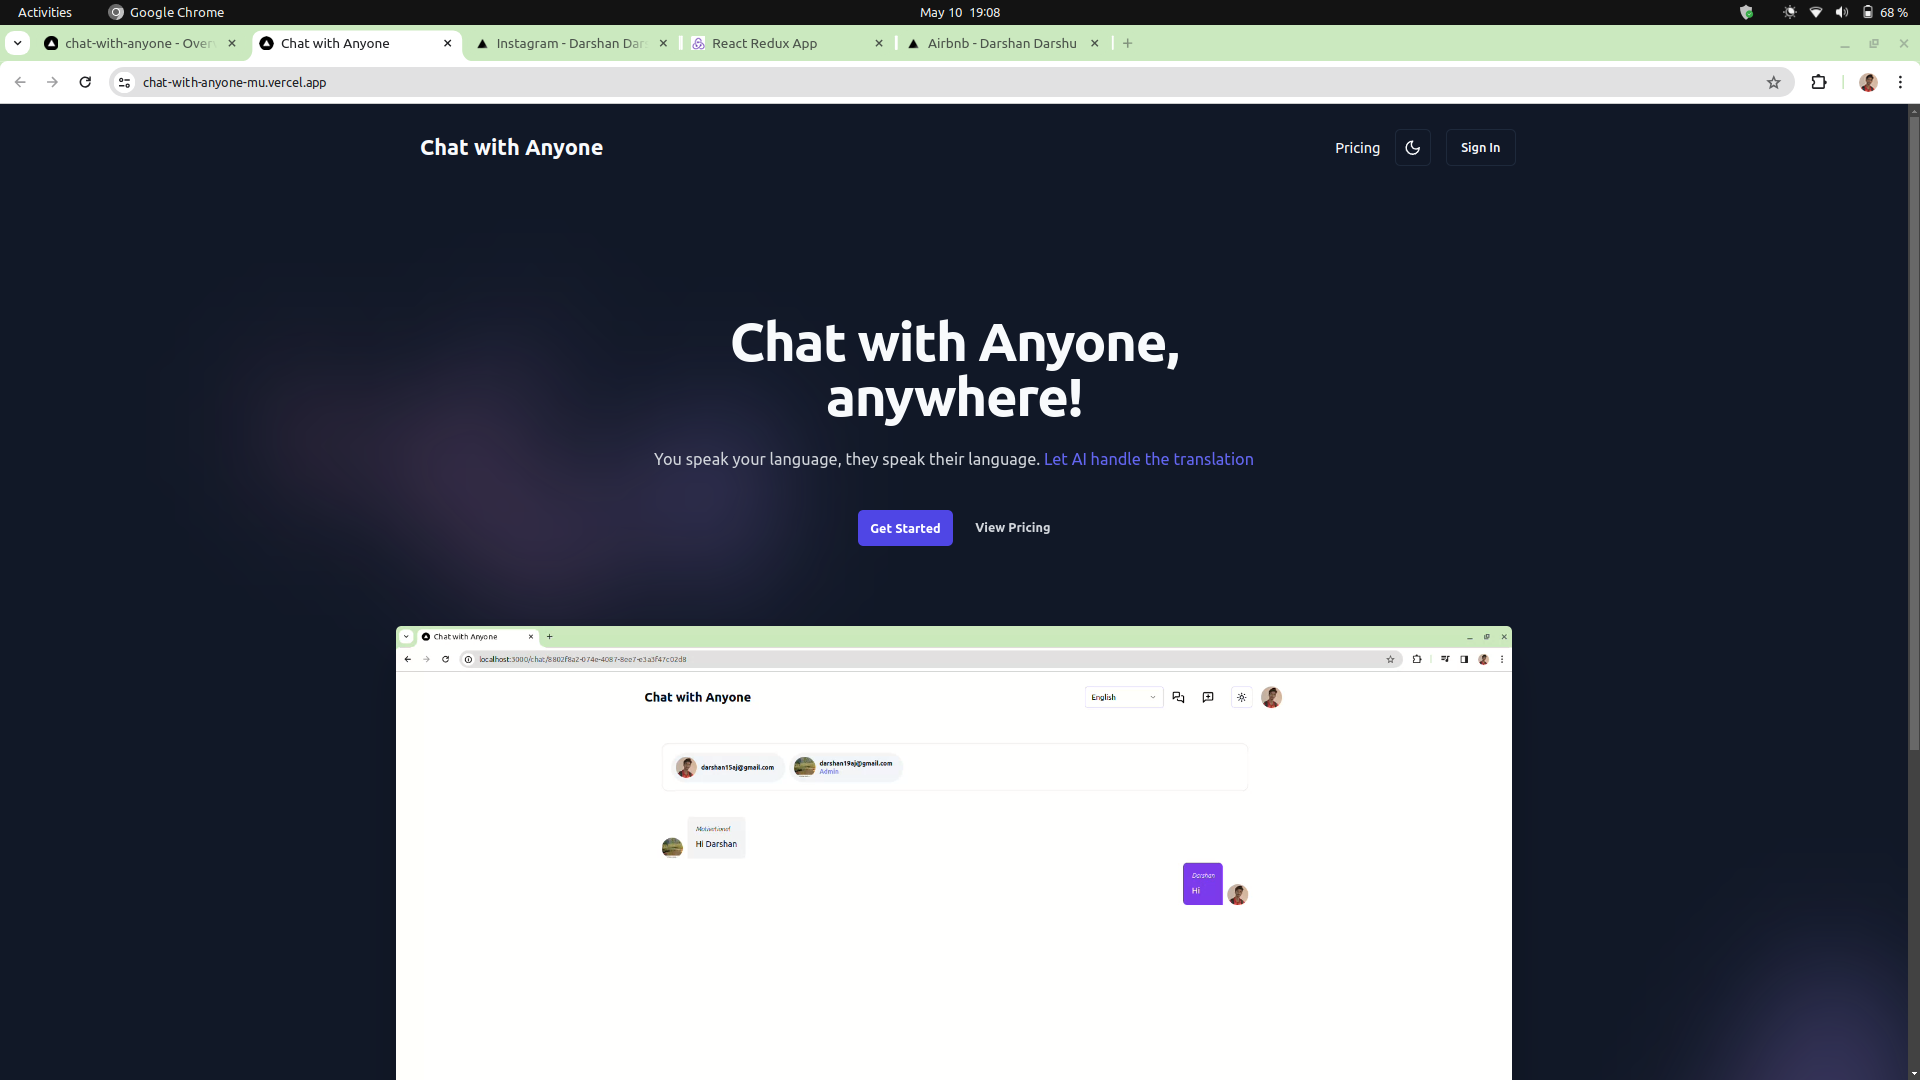 Activities Google Chrome May 10 19:08 68 %
chat-with-anyone - Over Chat with Anyone Instagram - Darshan Dar React Redux App Airbnb - Darshan Darshu
chat-with-anyone-mu.vercel.app
Chat with Anyone Pricing Sign In
Chat with Anyone,
anywhere!
You speak your language, they speak their language. Let AI handle the translation
Get Started View Pricing
Chat with Anyone
localhost:3000/chat/8802f8a2-074e-4087-8ee7-e3a3f47c02d8
Chat with Anyone English
darshan15aj@gmail.com darshan19aj@gmail.com
Admin
Motivational
Hi Darshan
Darshan
Hi